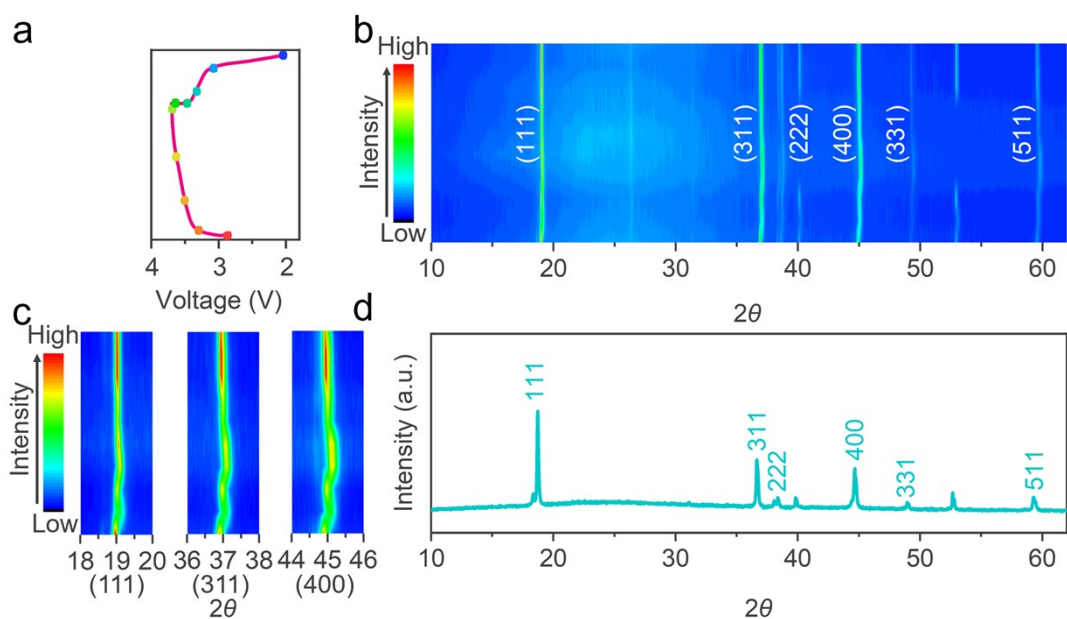 a
4 3 2
Voltage (V)
b
High
Intensity
Low
(111)
(311)
(222)
(400)
(331)
(511)
10 20 30 40 50 60
2θ
c
High
Intensity
Low
18 19 20
(111)
36 37 38
(311)
44 45 46
(400)
2θ
d
Intensity (a.u.)
111
311
222
400
331
511
10 20 30 40 50 60
2θ